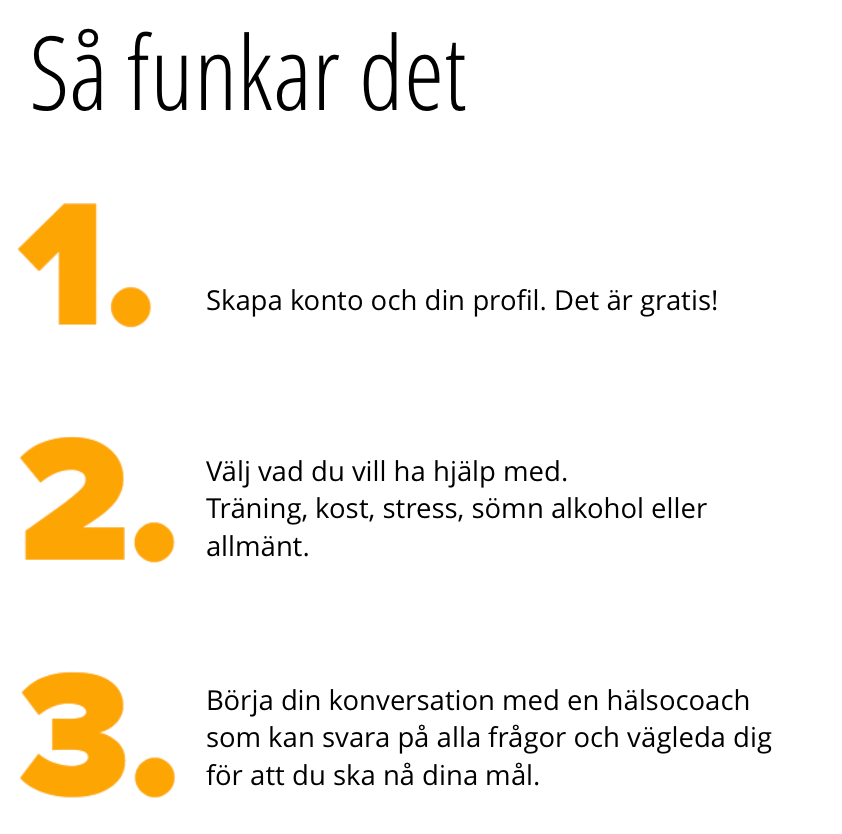 Så funkar det
1.
Skapa konto och din profil. Det är gratis!
2.
Välj vad du vill ha hjälp med.
Träning, kost, stress, sömn alkohol eller
allmänt.
3.
Börja din konversation med en hälsocoach
som kan svara på alla frågor och vägleda dig
för att du ska nå dina mål.